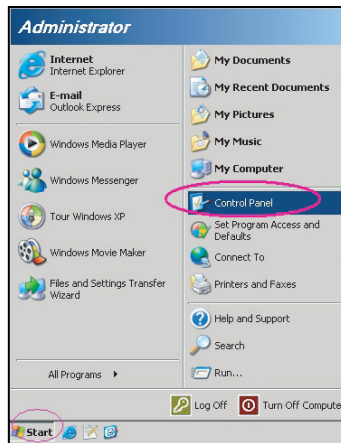 Administrator
Internet
Internet Explorer
E-mail
Outlook Express
Windows Media Player
Windows Messenger
Tour Windows XP
Windows Movie Maker
Files and Settings Transfer
Wizard
All Programs
My Documents
My Recent Documents
My Pictures
My Music
My Computer
Control Panel
Set Program Access and
Defaults
Connect To
Printers and Faxes
Help and Support
Search
Run...
Log Off
Turn Off Compute
Start